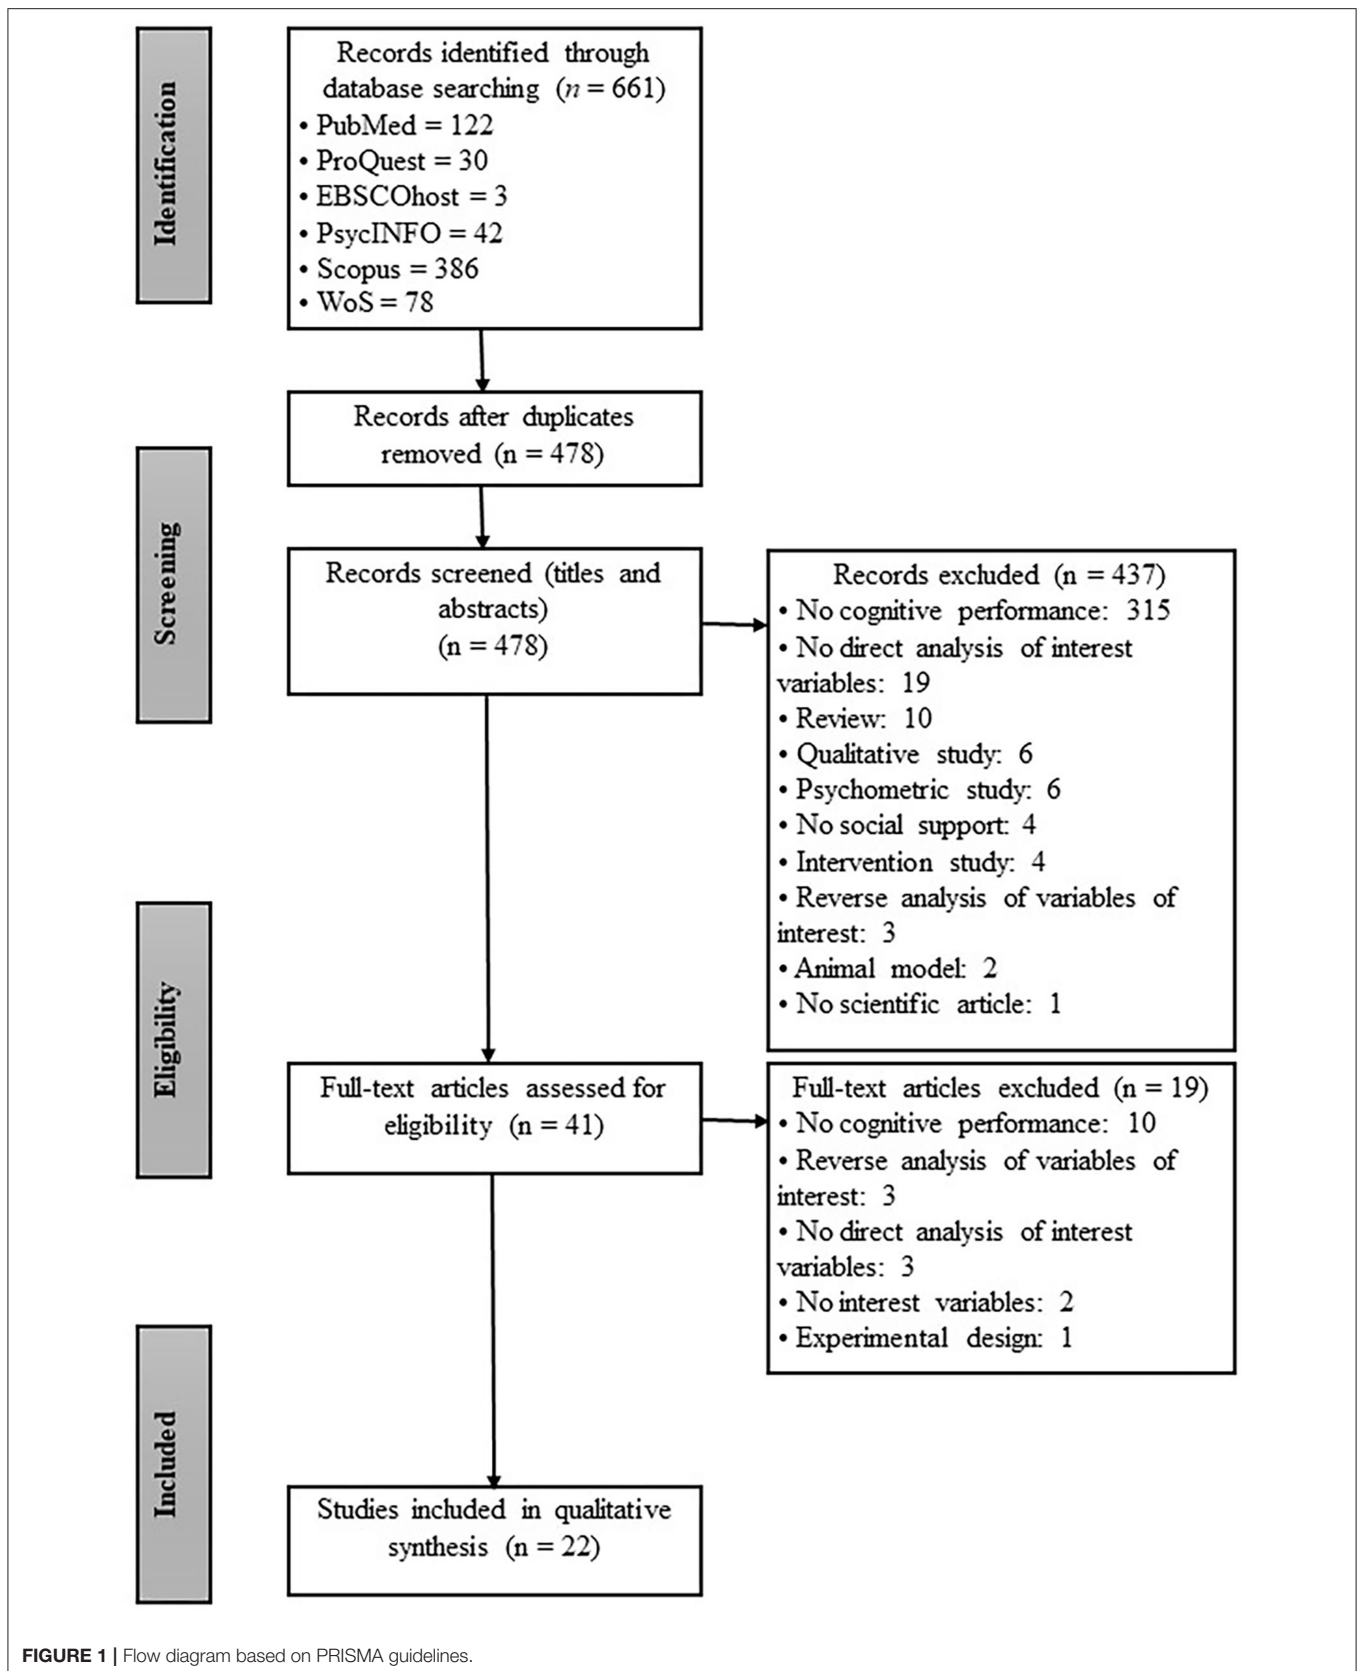 Identification
Records identified through
database searching (n = 661)
• PubMed = 122
• ProQuest = 30
• EBSCOhost = 3
• PsycINFO = 42
• Scopus = 386
• WoS = 78
Records after duplicates
removed (n = 478)
Screening
Records screened (titles and
abstracts)
(n = 478)
Records excluded (n = 437)
• No cognitive performance: 315
• No direct analysis of interest
variables: 19
• Review: 10
• Qualitative study: 6
• Psychometric study: 6
• No social support: 4
• Intervention study: 4
• Reverse analysis of variables of
interest: 3
• Animal model: 2
• No scientific article: 1
Eligibility
Full-text articles assessed for
eligibility (n = 41)
Full-text articles excluded (n = 19)
• No cognitive performance: 10
• Reverse analysis of variables of
interest: 3
• No direct analysis of interest
variables: 3
• No interest variables: 2
• Experimental design: 1
Included
Studies included in qualitative
synthesis (n = 22)
FIGURE 1 | Flow diagram based on PRISMA guidelines.